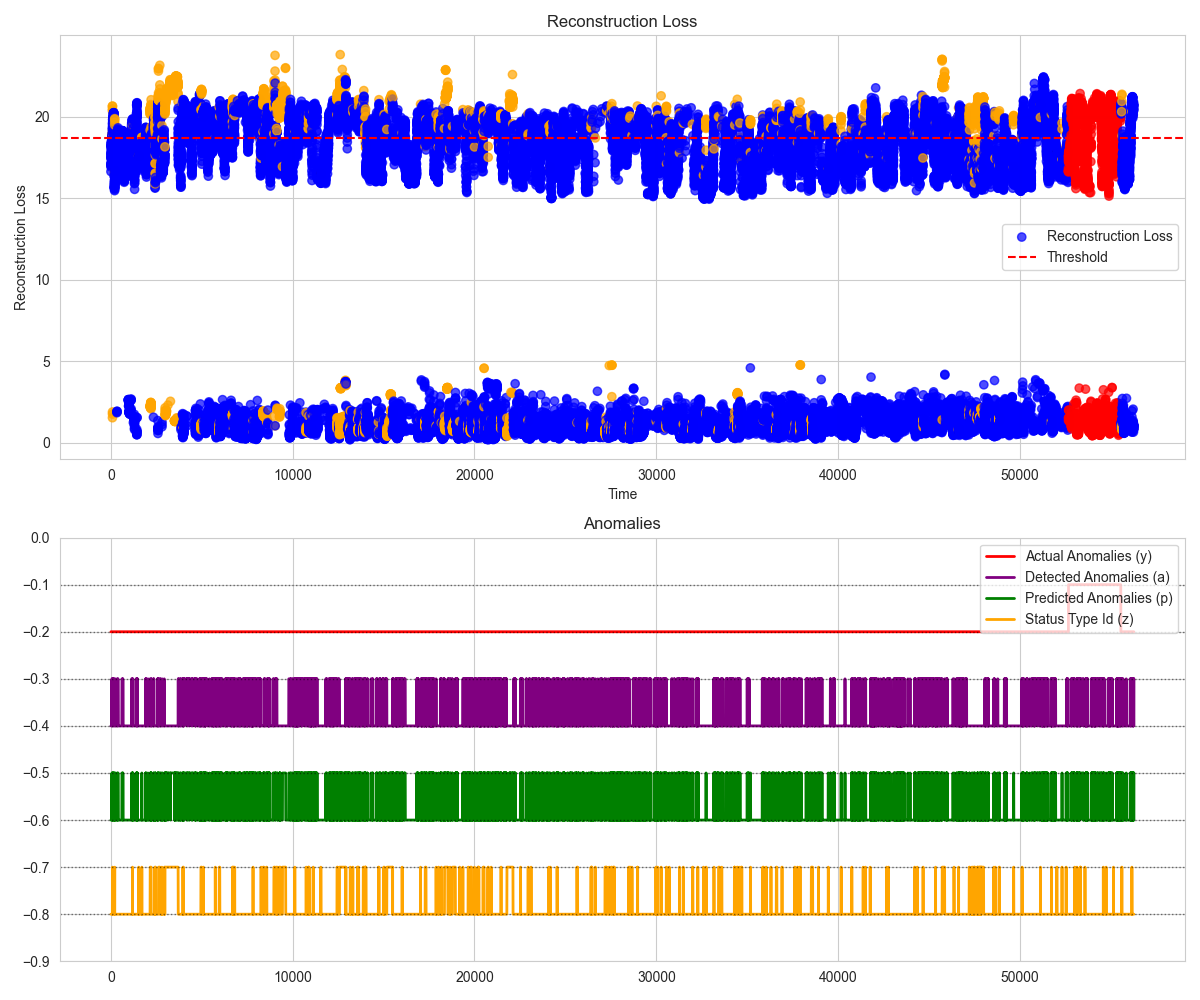 Reconstruction Loss
Reconstruction Loss
20
15
10
5
0
Reconstruction Loss
Threshold
0 10000 20000 30000 40000 50000
Time
Anomalies
0.0
−0.1
−0.2
−0.3
−0.4
−0.5
−0.6
−0.7
−0.8
−0.9
Actual Anomalies (y)
Detected Anomalies (a)
Predicted Anomalies (p)
Status Type Id (z)
0 10000 20000 30000 40000 50000